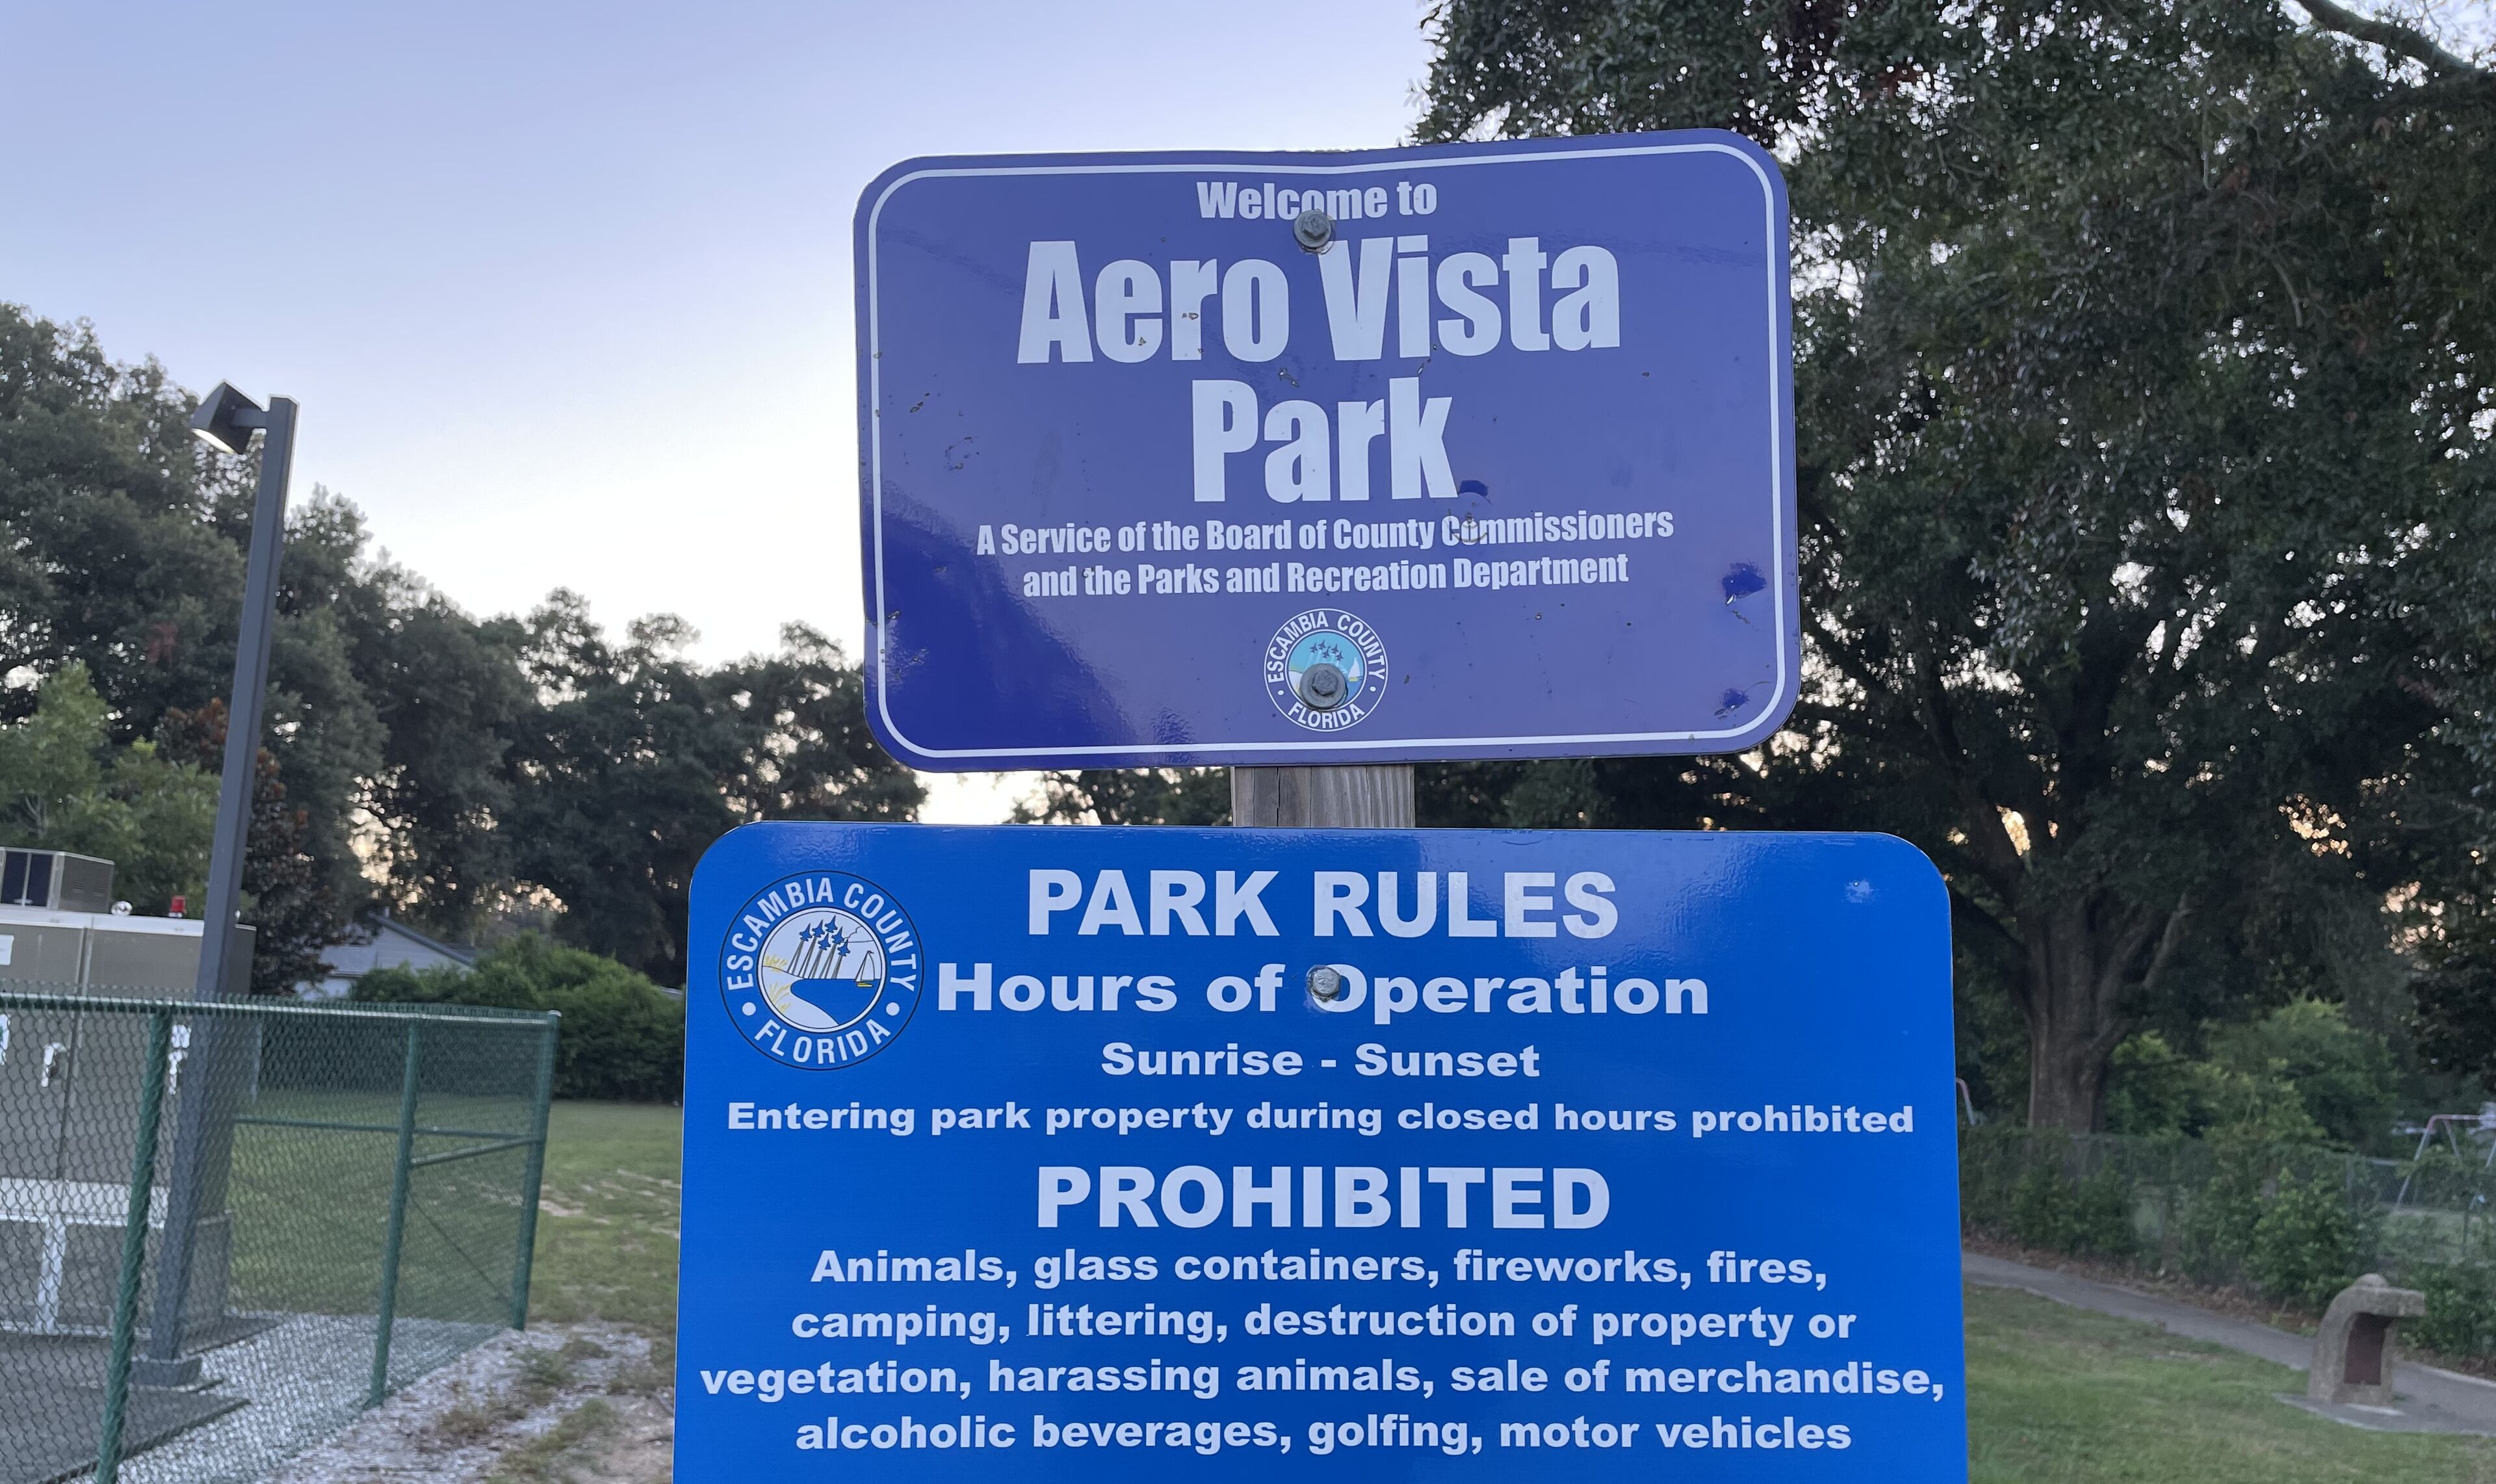 Welcome to
Aero Vista
Park
A Service of the Board of County Commissioners
and the Parks and Recreation Department
ESCAMBIA COUNTY
FLORIDA
PARK RULES
ESCAMBIA COUNTY
FLORIDA
Hours of Operation
Sunrise - Sunset
Entering park property during closed hours prohibited
PROHIBITED
Animals, glass containers, fireworks, fires,
camping, littering, destruction of property or
vegetation, harassing animals, sale of merchandise,
alcoholic beverages, golfing, motor vehicles